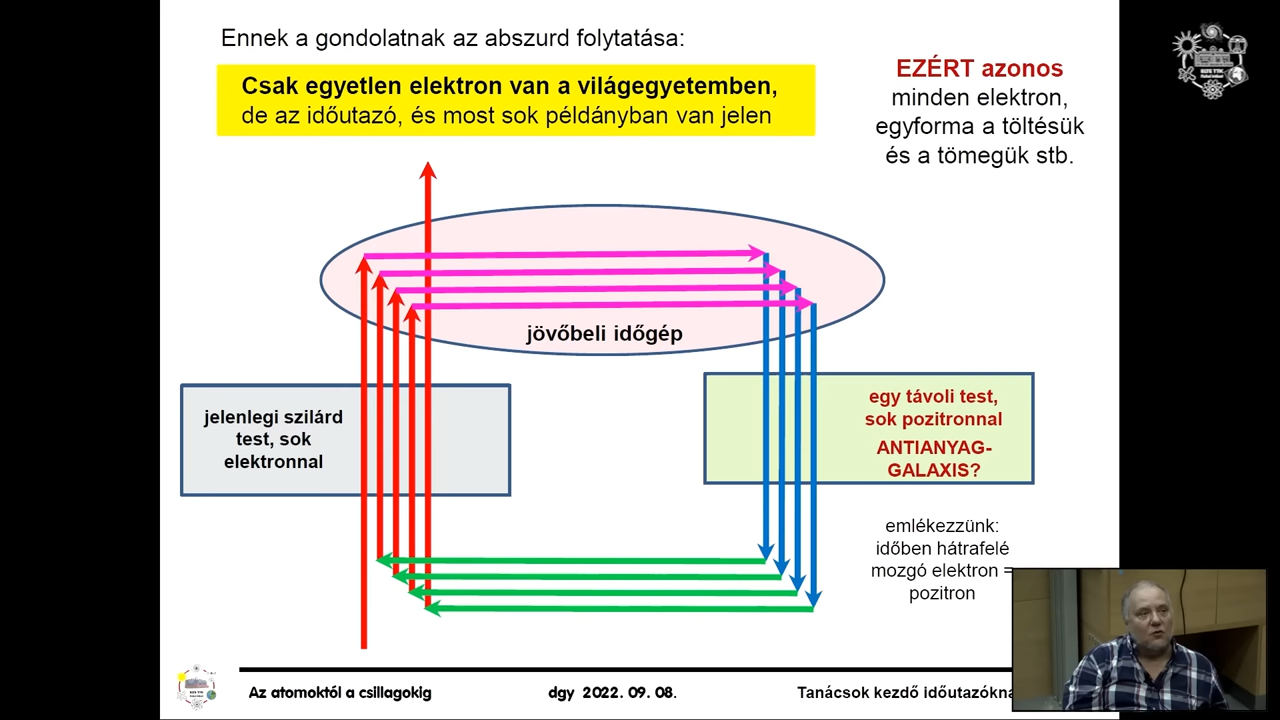 Ennek a gondolatnak az abszurd folytatása:
Csak egyetlen elektron van a világegyetemben,
de az időutazó, és most sok példányban van jelen
EZÉRT azonos
minden elektron,
egyforma a töltésük
és a tömegük stb.
jövőbeli időgép
jelenlegi szilárd
test, sok
elektronnal
egy távoli test,
sok pozitronnal
ANTIANYAG-
GALAXIS?
emlékezzünk:
időben hátrafelé
mozgó elektron =
pozitron
Az atomoktól a csillagokig
dgy 2022. 09. 08.
Tanácsok kezdő